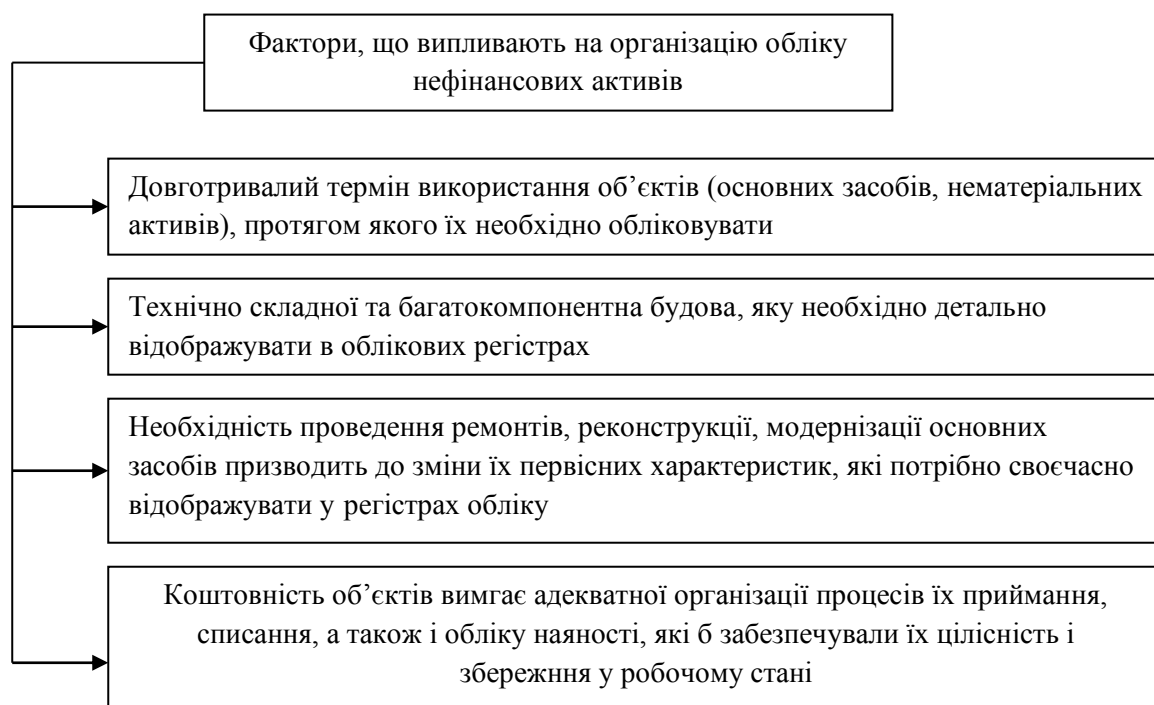 Фактори, що випливають на організацію обліку
нефінансових активів
Довготривалий термін використання об’єктів (основних засобів, нематеріальних
активів), протягом якого їх необхідно обліковувати
Технічно складної та багатокомпонентна будова, яку необхідно детально
відображувати в облікових регістрах
Необхідність проведення ремонтів, реконструкції, модернізації основних
засобів призводить до зміни їх первісних характеристик, які потрібно своєчасно
відображувати у регістрах обліку
Коштовність об’єктів вимгає адекватної організації процесів їх приймання,
списання, а також і обліку наяності, які б забезпечували їх цілісність і
збережння у робочому стані